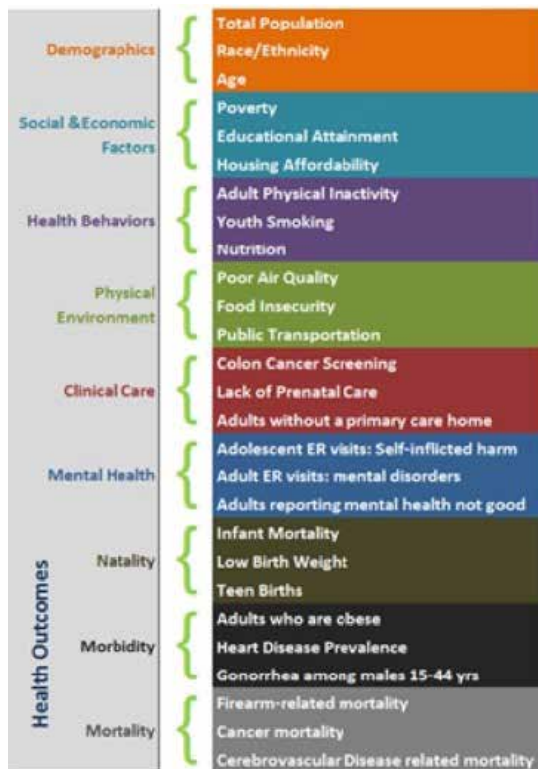 Demographics
Total Population
Race/Ethnicity
Age
Social &Economic
Factors
Poverty
Educational Attainment
Housing Affordability
Health Behaviors
Adult Physical Inactivity
Youth Smoking
Nutrition
Physical
Environment
Poor Air Quality
Food Insecurity
Public Transportation
Clinical Care
Colon Cancer Screening
Lack of Prenatal Care
Adults without a primary care home
Mental Health
Adolescent ER visits: Self-inflicted harm
Adult ER visits: mental disorders
Adults reporting mental health not good
Health Outcomes
Natality
Infant Mortality
Low Birth Weight
Teen Births
Morbidity
Adults who are obese
Heart Disease Prevalence
Gonorrhea among males 15-44 yrs
Mortality
Firearm-related mortality
Cancer mortality
Cerebrovascular Disease related mortality